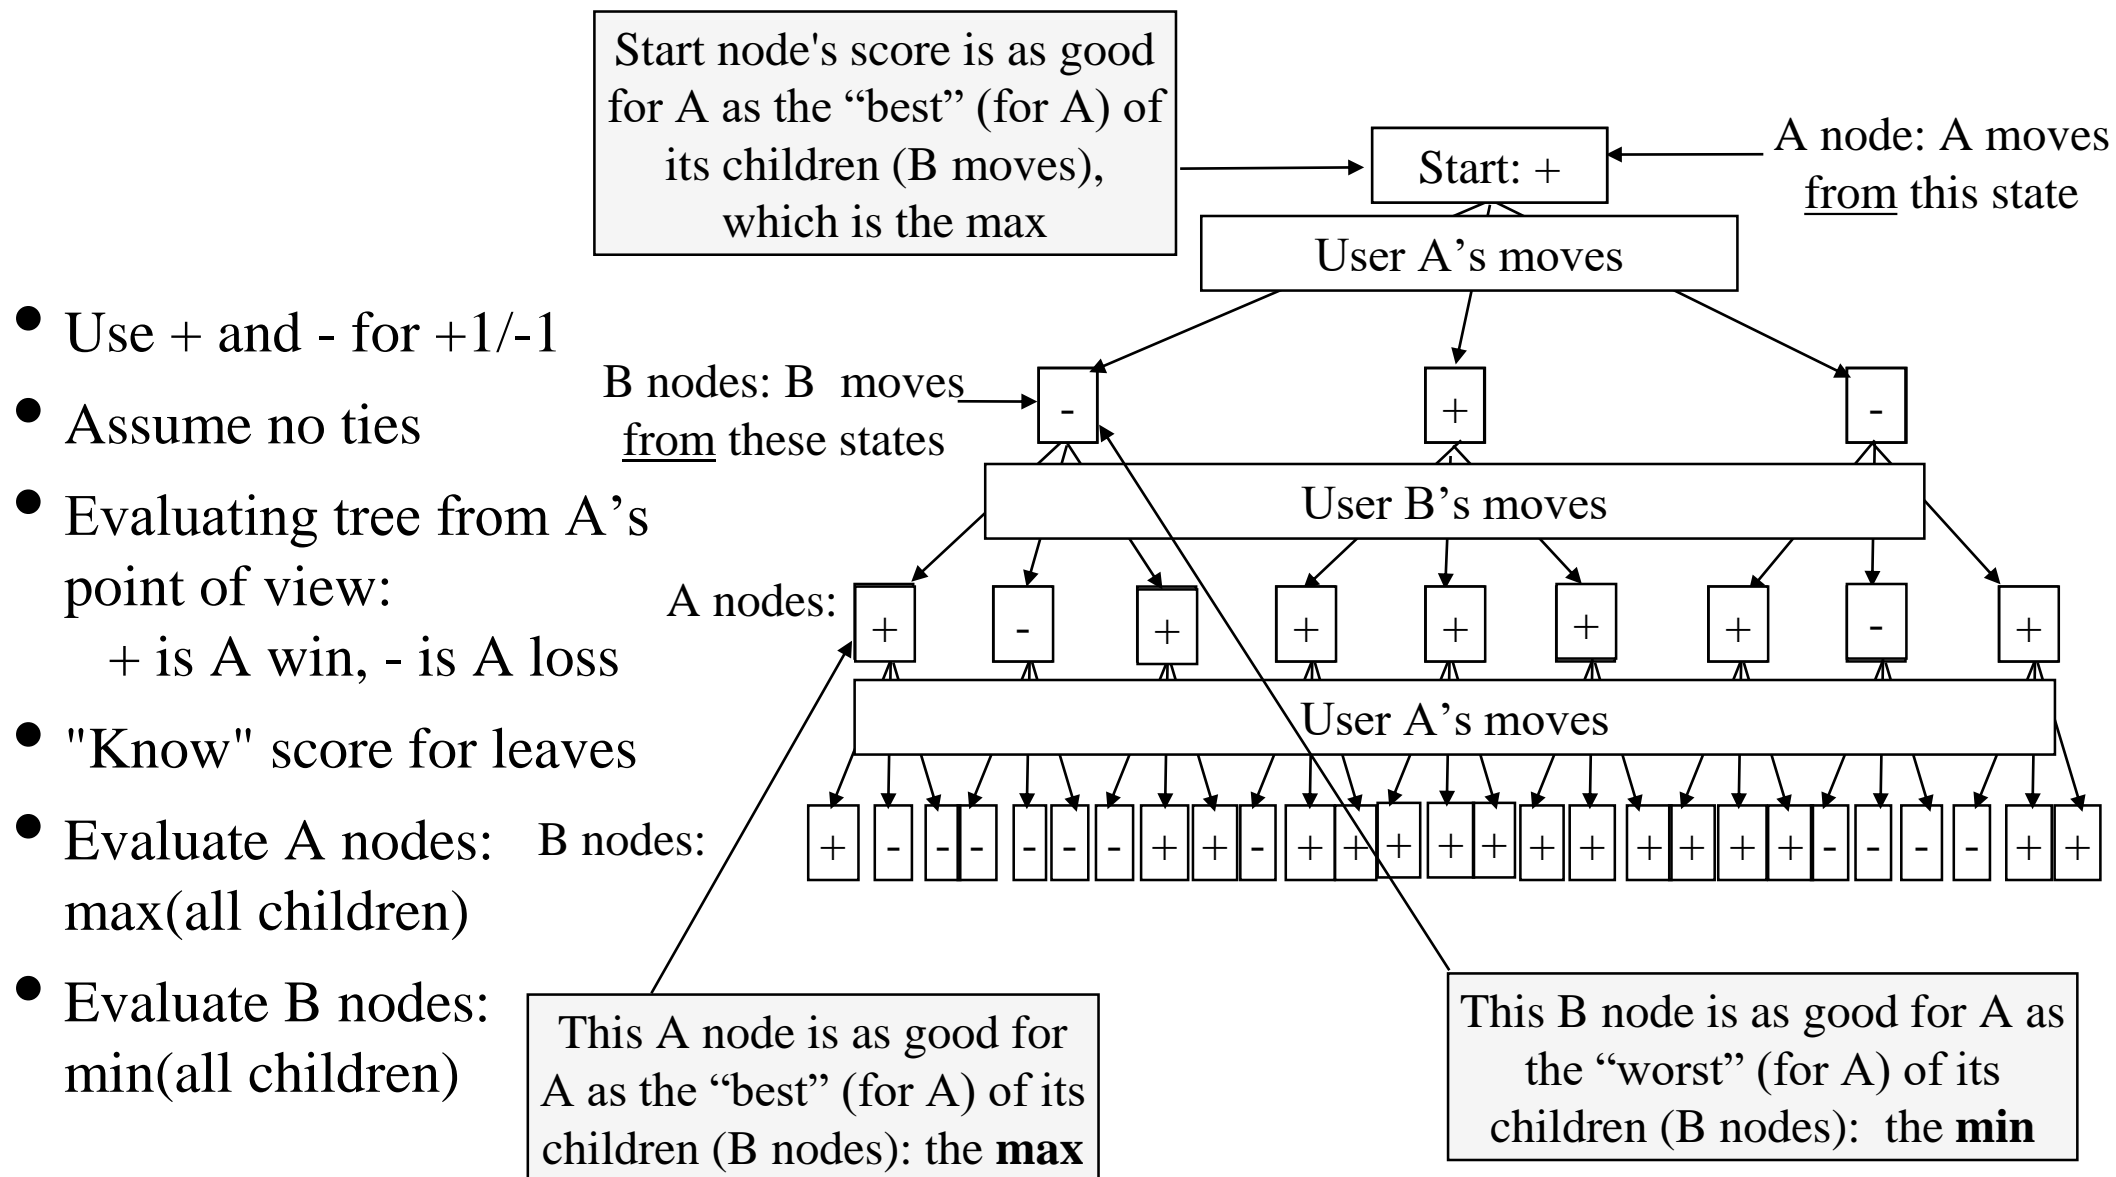 Start node's score is as good
for A as the “best” (for A) of
its children (B moves),
which is the max
Start: +
A node: A moves
from this state
User A’s moves
• Use + and - for +1/-1
• Assume no ties
• Evaluating tree from A’s
point of view:
+ is A win, - is A loss
• "Know" score for leaves
• Evaluate A nodes:
max(all children)
• Evaluate B nodes:
min(all children)
B nodes: B moves
from these states
- + -
User B’s moves
A nodes:
+ - + + + + + - +
User A’s moves
B nodes:
+ - - - - - - + + - + + + + + + + + + + + - - - - + +
This A node is as good for
A as the “best” (for A) of its
children (B nodes): the max
This B node is as good for A as
the “worst” (for A) of its
children (B nodes): the min